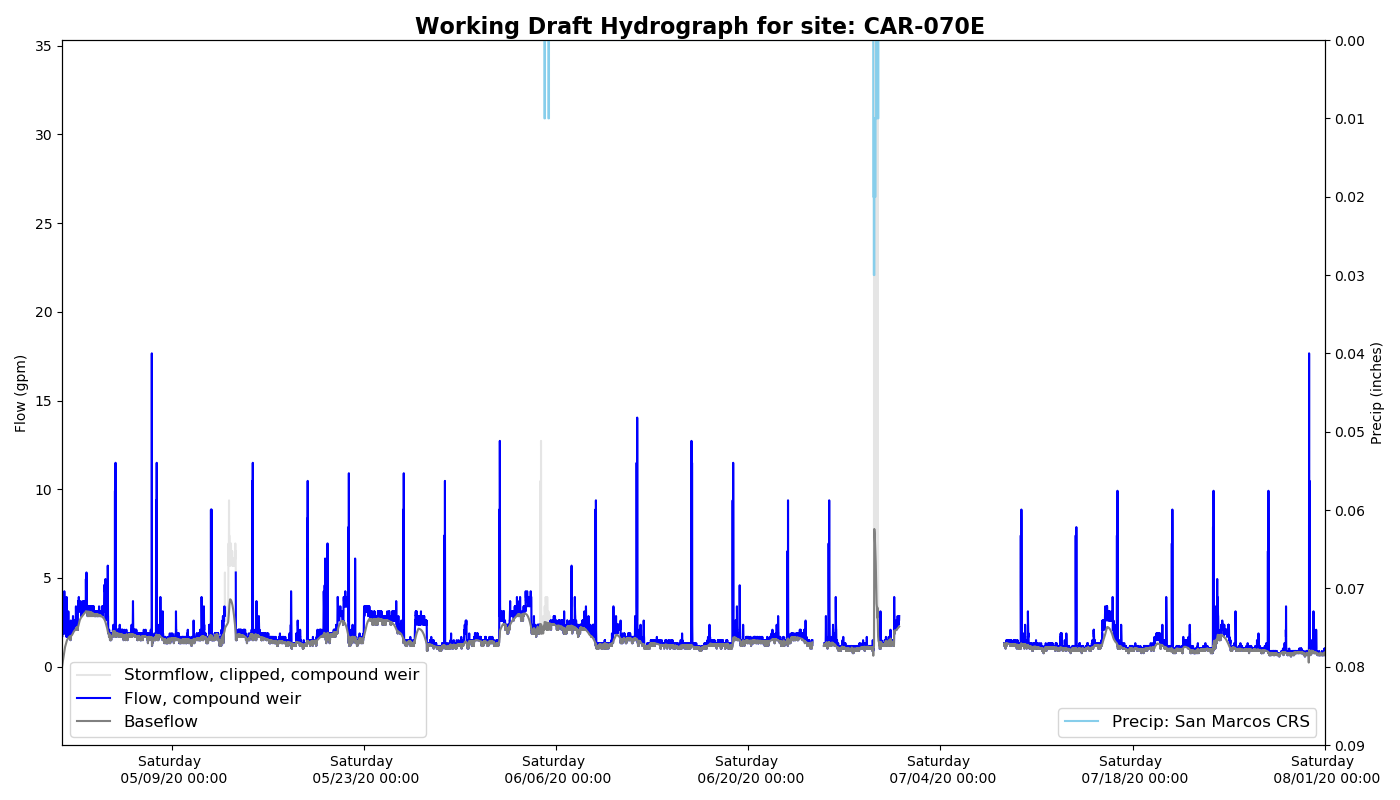 Working Draft Hydrograph for site: CAR-070E
35
30
25
20
15
10
5
0
Flow (gpm)
0.00
0.01
0.02
0.03
0.04
0.05
0.06
0.07
0.08
0.09
Precip (inches)
Stormflow, clipped, compound weir
Flow, compound weir
Baseflow
Precip: San Marcos CRS
Saturday
05/09/20 00:00
Saturday
05/23/20 00:00
Saturday
06/06/20 00:00
Saturday
06/20/20 00:00
Saturday
07/04/20 00:00
Saturday
07/18/20 00:00
Saturday
08/01/20 00:00